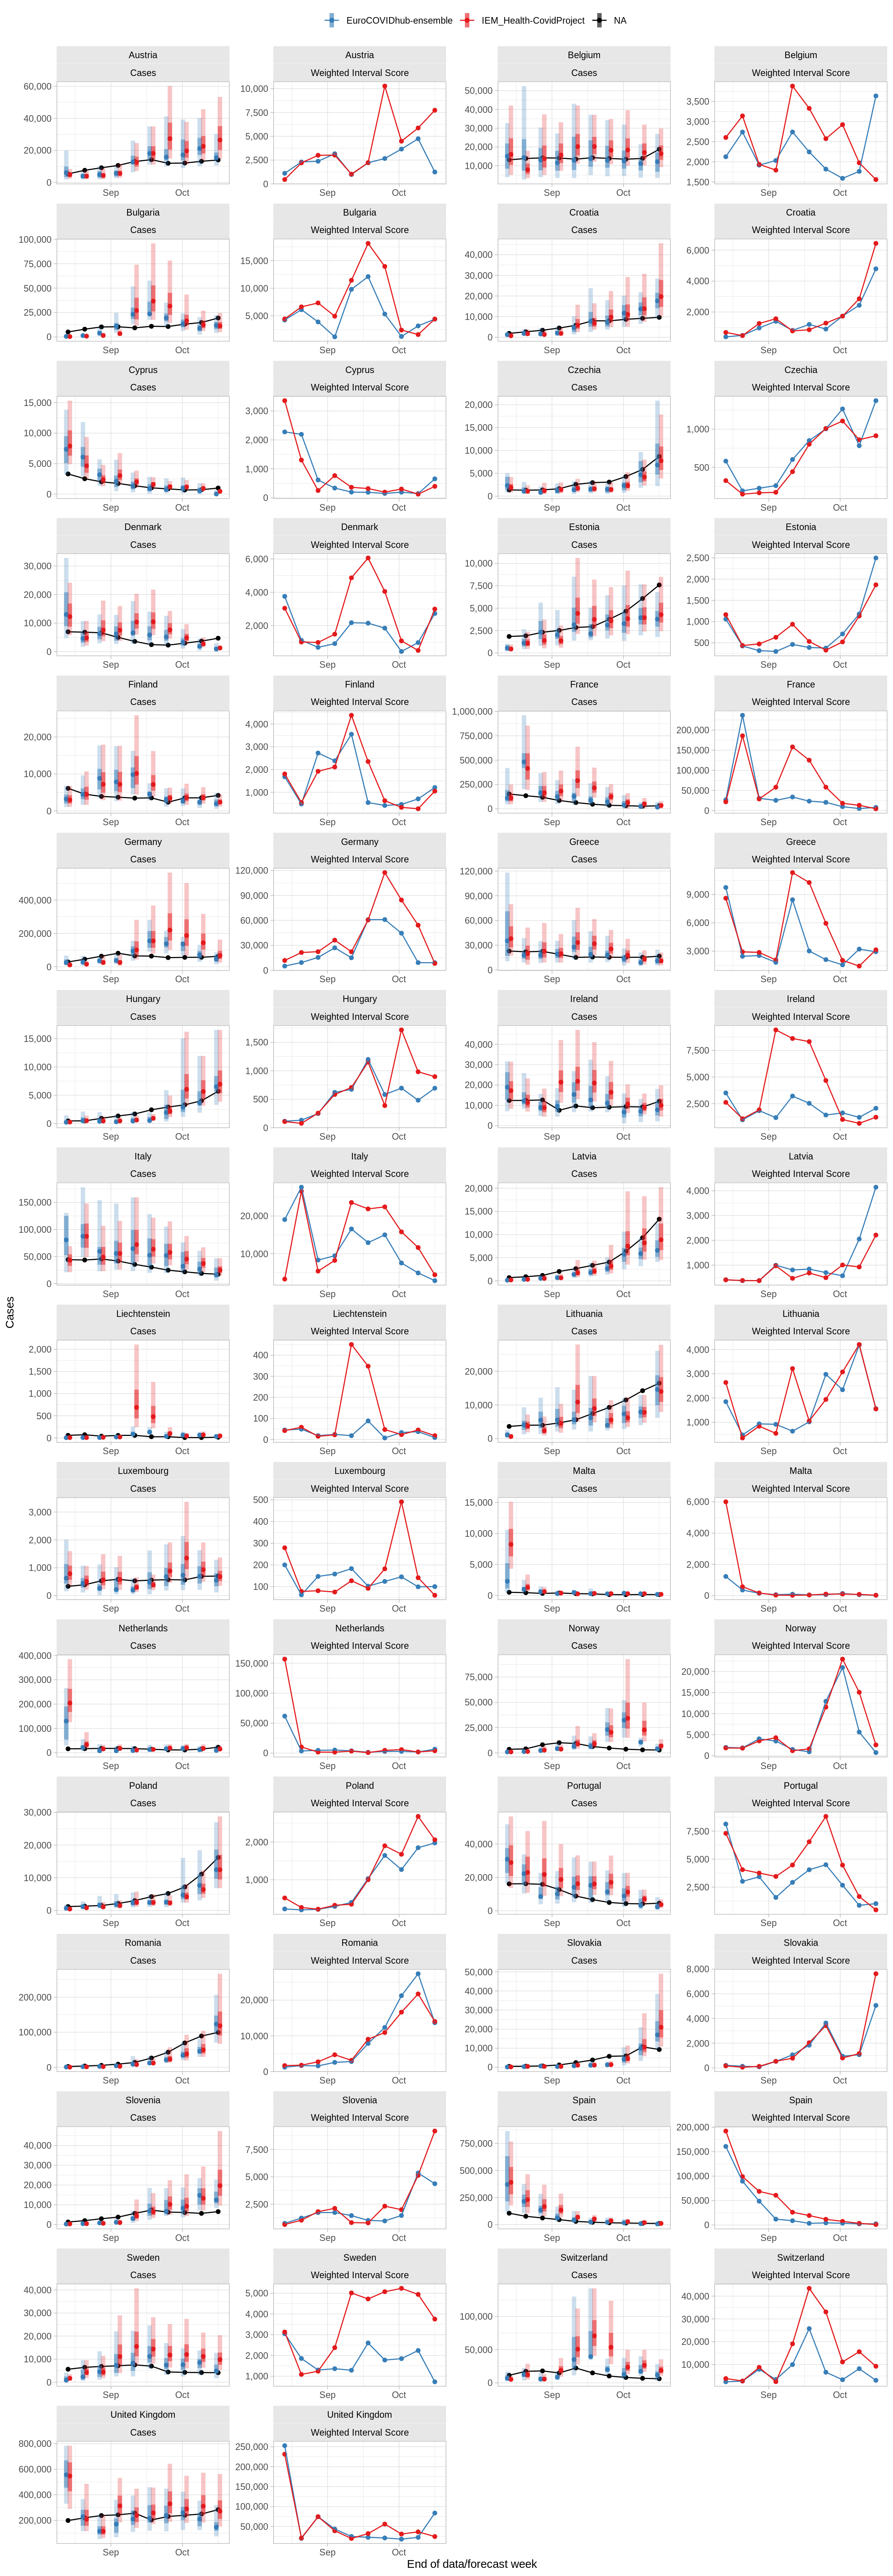 EuroCOVIDhub-ensemble IEM_Health-CovidProject NA
Cases
Austria
Cases
60,000
40,000
20,000
0
Sep Oct
Austria
Weighted Interval Score
10,000
7,500
5,000
2,500
0
Sep Oct
Belgium
Cases
50,000
40,000
30,000
20,000
10,000
Sep Oct
Belgium
Weighted Interval Score
3,500
3,000
2,500
2,000
1,500
Sep Oct
Bulgaria
Cases
100,000
75,000
50,000
25,000
0
Sep Oct
Bulgaria
Weighted Interval Score
15,000
10,000
5,000
Sep Oct
Croatia
Cases
40,000
30,000
20,000
10,000
0
Sep Oct
Croatia
Weighted Interval Score
6,000
4,000
2,000
Sep Oct
Cyprus
Cases
15,000
10,000
5,000
0
Sep Oct
Cyprus
Weighted Interval Score
3,000
2,000
1,000
0
Sep Oct
Czechia
Cases
20,000
15,000
10,000
5,000
0
Sep Oct
Czechia
Weighted Interval Score
1,000
500
Sep Oct
Denmark
Cases
30,000
20,000
10,000
0
Sep Oct
Denmark
Weighted Interval Score
6,000
4,000
2,000
Sep Oct
Estonia
Cases
10,000
7,500
5,000
2,500
0
Sep Oct
Estonia
Weighted Interval Score
2,500
2,000
1,500
1,000
500
Sep Oct
Finland
Cases
20,000
10,000
0
Sep Oct
Finland
Weighted Interval Score
4,000
3,000
2,000
1,000
Sep Oct
France
Cases
1,000,000
750,000
500,000
250,000
0
Sep Oct
France
Weighted Interval Score
200,000
150,000
100,000
50,000
0
Sep Oct
Germany
Cases
400,000
200,000
0
Sep Oct
Germany
Weighted Interval Score
120,000
90,000
60,000
30,000
0
Sep Oct
Greece
Cases
120,000
80,000
40,000
0
Sep Oct
Greece
Weighted Interval Score
9,000
6,000
3,000
Sep Oct
Hungary
Cases
15,000
10,000
5,000
0
Sep Oct
Hungary
Weighted Interval Score
1,500
1,000
500
0
Sep Oct
Ireland
Cases
40,000
30,000
20,000
10,000
0
Sep Oct
Ireland
Weighted Interval Score
7,500
5,000
2,500
Sep Oct
Italy
Cases
150,000
100,000
50,000
0
Sep Oct
Italy
Weighted Interval Score
20,000
10,000
Sep Oct
Latvia
Cases
20,000
15,000
10,000
5,000
0
Sep Oct
Latvia
Weighted Interval Score
4,000
3,000
2,000
1,000
Sep Oct
Liechtenstein
Cases
2,000
1,500
1,000
500
0
Sep Oct
Liechtenstein
Weighted Interval Score
400
300
200
100
0
Sep Oct
Lithuania
Cases
20,000
10,000
0
Sep Oct
Lithuania
Weighted Interval Score
4,000
3,000
2,000
1,000
Sep Oct
Luxembourg
Cases
3,000
2,000
1,000
0
Sep Oct
Luxembourg
Weighted Interval Score
500
400
300
200
100
Sep Oct
Malta
Cases
15,000
10,000
5,000
0
Sep Oct
Malta
Weighted Interval Score
6,000
4,000
2,000
0
Sep Oct
Netherlands
Cases
400,000
300,000
200,000
100,000
0
Sep Oct
Netherlands
Weighted Interval Score
150,000
100,000
50,000
0
Sep Oct
Norway
Cases
75,000
50,000
25,000
0
Sep Oct
Norway
Weighted Interval Score
20,000
15,000
10,000
5,000
0
Sep Oct
Poland
Cases
30,000
20,000
10,000
0
Sep Oct
Poland
Weighted Interval Score
2,000
1,000
Sep Oct
Portugal
Cases
40,000
20,000
0
Sep Oct
Portugal
Weighted Interval Score
7,500
5,000
2,500
Sep Oct
Romania
Cases
200,000
100,000
0
Sep Oct
Romania
Weighted Interval Score
20,000
10,000
0
Sep Oct
Slovakia
Cases
50,000
40,000
30,000
20,000
10,000
0
Sep Oct
Slovakia
Weighted Interval Score
8,000
6,000
4,000
2,000
0
Sep Oct
Slovenia
Cases
40,000
30,000
20,000
10,000
0
Sep Oct
Slovenia
Weighted Interval Score
7,500
5,000
2,500
Sep Oct
Spain
Cases
750,000
500,000
250,000
0
Sep Oct
Spain
Weighted Interval Score
200,000
150,000
100,000
50,000
0
Sep Oct
Sweden
Cases
40,000
30,000
20,000
10,000
0
Sep Oct
Sweden
Weighted Interval Score
5,000
4,000
3,000
2,000
1,000
Sep Oct
Switzerland
Cases
100,000
50,000
0
Sep Oct
Switzerland
Weighted Interval Score
40,000
30,000
20,000
10,000
Sep Oct
United Kingdom
Cases
800,000
600,000
400,000
200,000
Sep Oct
United Kingdom
Weighted Interval Score
250,000
200,000
150,000
100,000
50,000
Sep Oct
End of data/forecast week